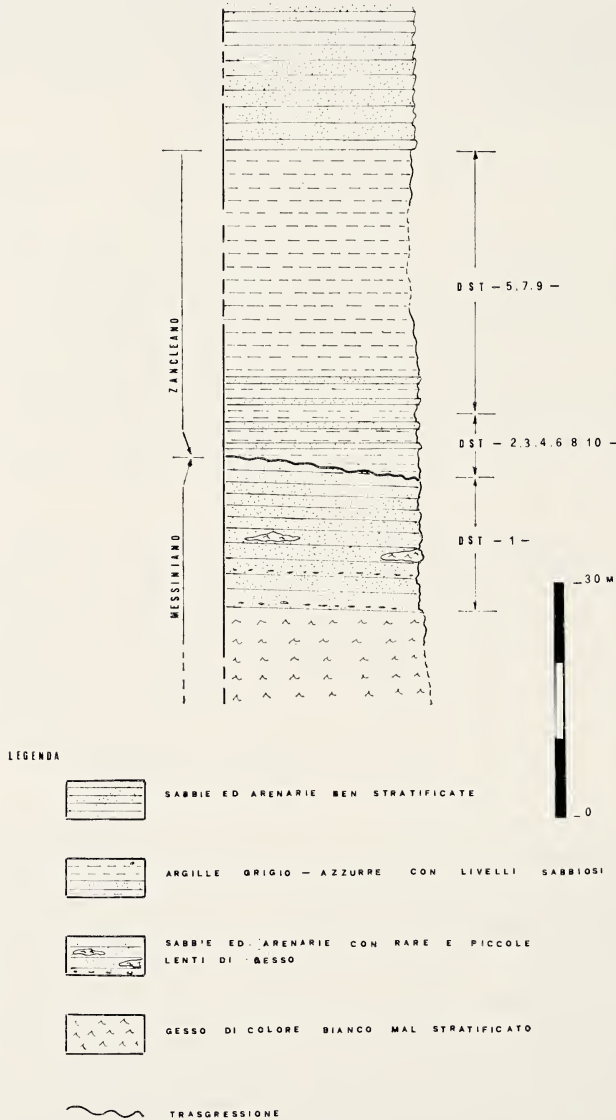 ZANCLEANO
MESSINIANO
DST – 5,7.9 –
DST – 2,3.4.6 8 10 –
DST – 1 –
30 M
0
LEGENDA
SABBIE ED ARENARIE BEN STRATIFICATE
ARGILLE GRIGIO – AZZURRE CON LIVELLI SABBIOSI
SABBIE ED. ARENARIE CON RARE E PICCOLE
LENTI DI GESSO
GESSO DI COLORE BIANCO MAL STRATIFICATO
TRASGRESSIONE